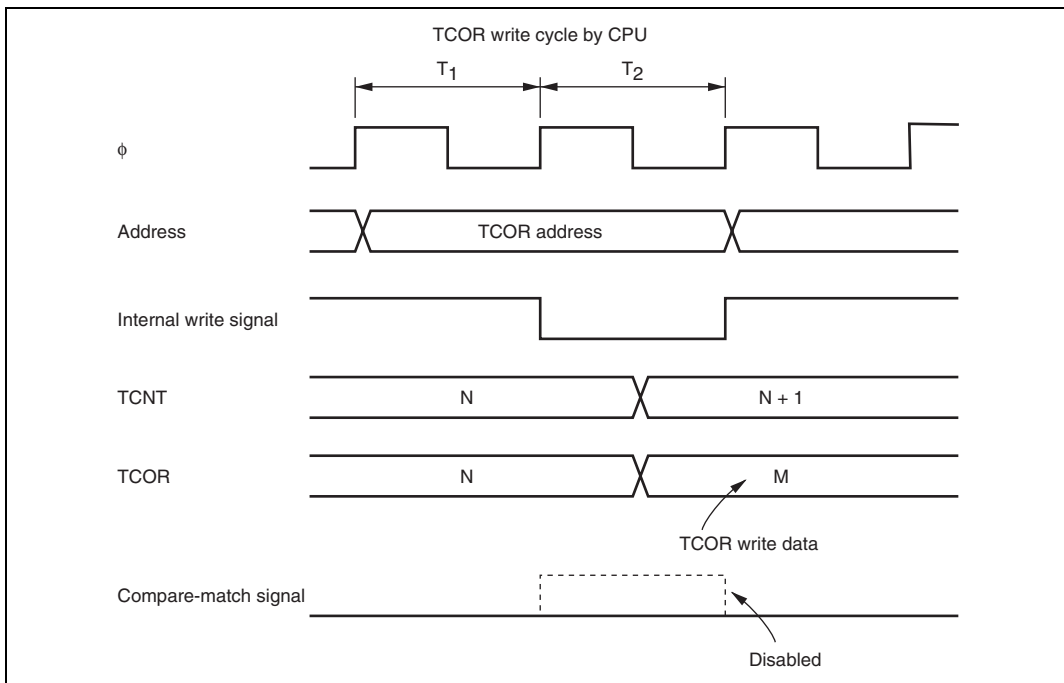 TCOR write cycle by CPU
T1 T2
φ
Address TCOR address
Internal write signal
TCNT N N + 1
TCOR N M
TCOR write data
Compare-match signal
Disabled